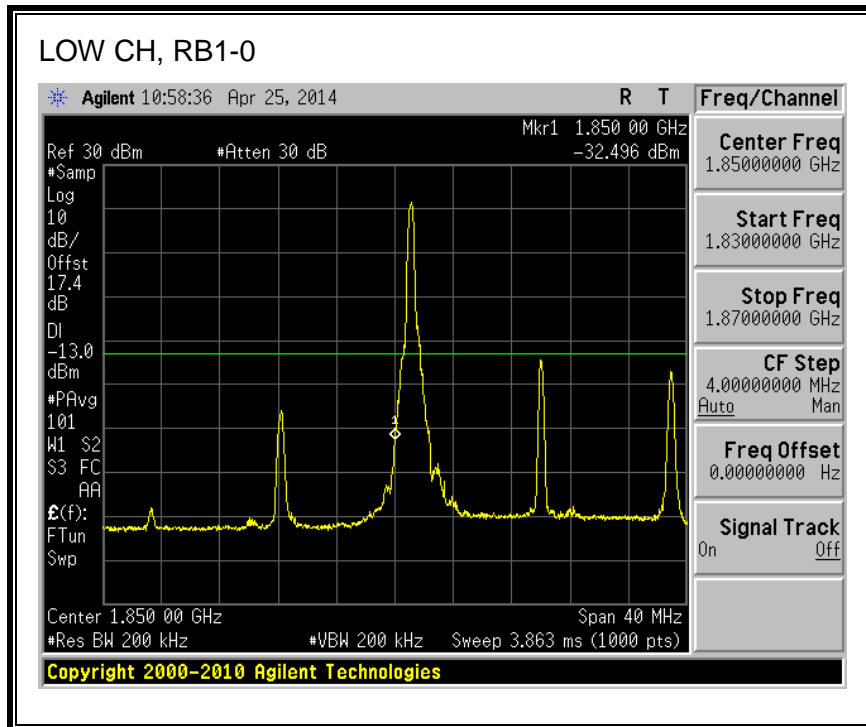 LOW CH, RB1-0
Agilent 10:58:36 Apr 25, 2014 R T
Freq/Channel
Mkr1 1.850 00 GHz
Ref 30 dBm #Atten 30 dB -32.496 dBm
#Samp
Log
10
dB/
Offst
17.4
dB
DI
-13.0
dBm
#PAvg
101
W1 S2
S3 FC
AA
£(f):
FTun
Swp
1
Center 1.850 00 GHz Span 40 MHz
#Res BW 200 kHz #VBW 200 kHz Sweep 3.863 ms (1000 pts)
Center Freq
1.85000000 GHz
Start Freq
1.83000000 GHz
Stop Freq
1.87000000 GHz
CF Step
4.00000000 MHz
Auto Man
Freq Offset
0.00000000 Hz
Signal Track
On Off
Copyright 2000-2010 Agilent Technologies